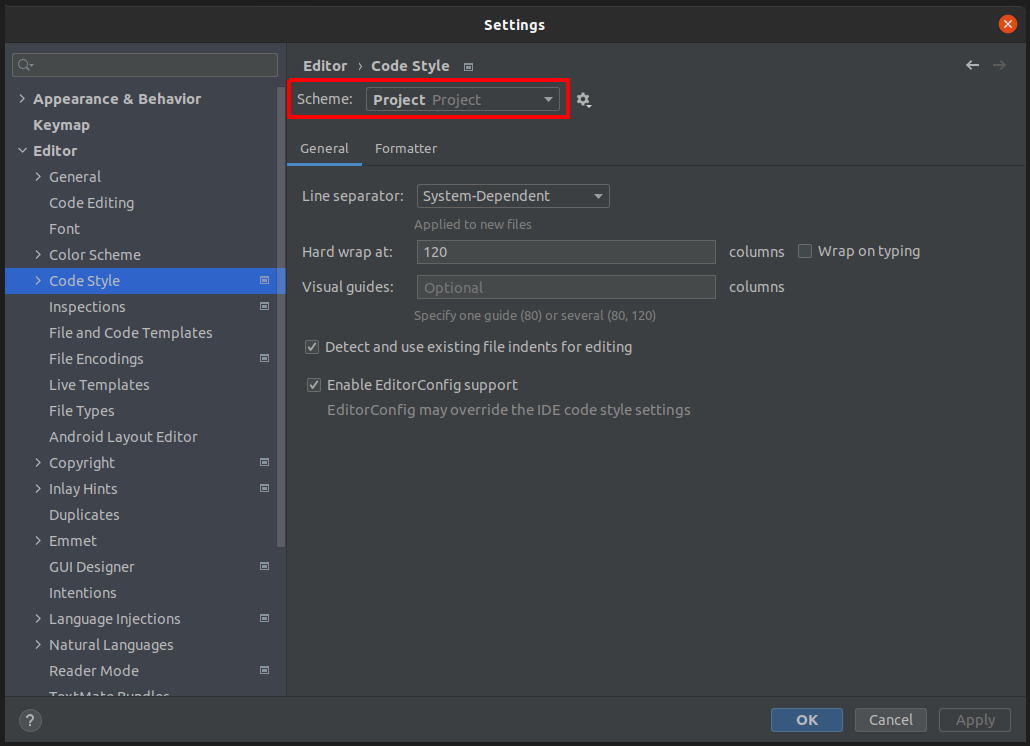 Settings
Appearance & Behavior
Keymap
Editor
General
Code Editing
Font
Color Scheme
Code Style
Inspections
File and Code Templates
File Encodings
Live Templates
File Types
Android Layout Editor
Copyright
Inlay Hints
Duplicates
Emmet
GUI Designer
Intentions
Language Injections
Natural Languages
Reader Mode
TextMate Bundles
Editor › Code Style
Scheme: Project Project
General Formatter
Line separator: System-Dependent
Applied to new files
Hard wrap at: 120 columns Wrap on typing
Visual guides: Optional columns
Specify one guide (80) or several (80, 120)
Detect and use existing file indents for editing
Enable EditorConfig support
EditorConfig may override the IDE code style settings
? OK Cancel Apply